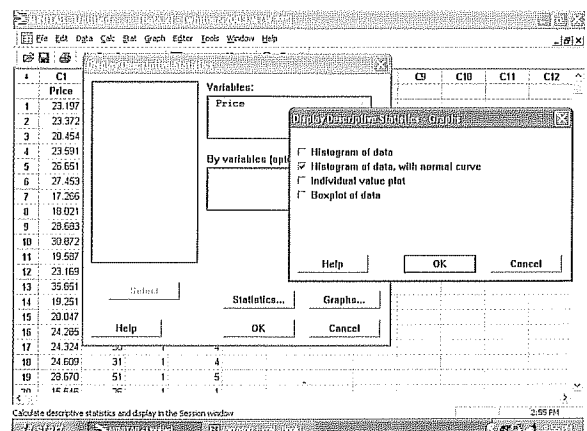 File Edit Data Calc Stat Graph Editor Tools Window Help
C1 C9 C10 C11 C12
Price
Variables:
Price
By variables
Display Descriptive Statistics - Graphs
Histogram of data
Histogram of data, with normal curve
Individual value plot
Boxplot of data
Help OK Cancel
Select
Statistics... Graphs...
Help OK Cancel
1 23.197
2 23.372
3 20.454
4 23.591
5 26.651
6 27.453
7 17.266
8 18.021
9 28.683
10 30.872
11 19.587
12 23.169
13 35.651
14 19.251
15 20.047
16 24.285
17 24.324
18 24.609 31 1 4
19 28.670 51 1 5
Calculate descriptive statistics and display in the Session window
2:55 PM